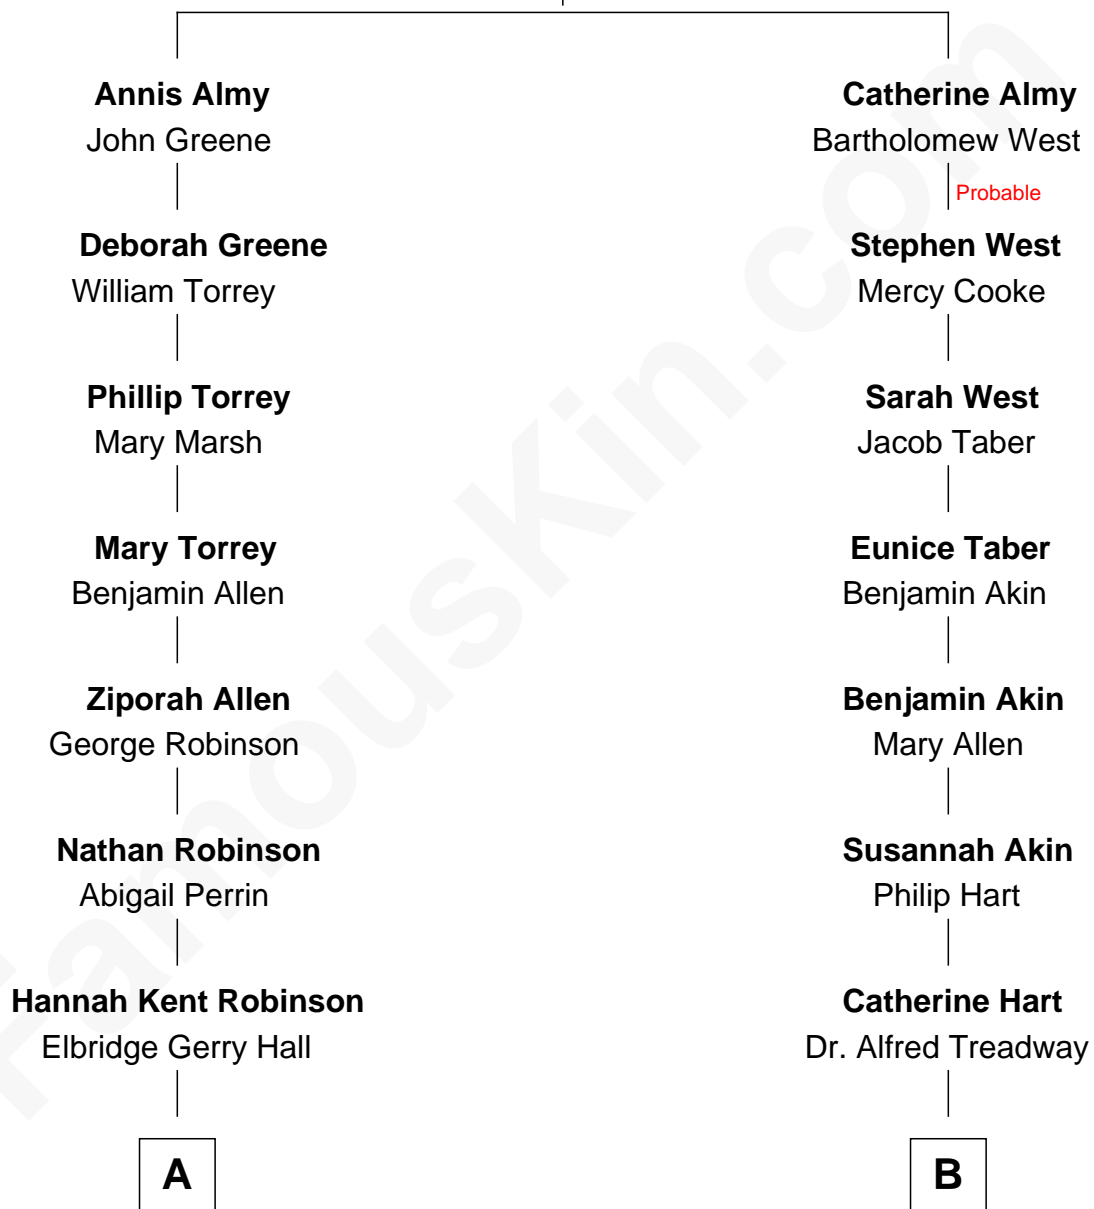 Annis Almy
John Greene
Catherine Almy
Bartholomew West
Probable
Deborah Greene
William Torrey
Stephen West
Mercy Cooke
Phillip Torrey
Mary Marsh
Sarah West
Jacob Taber
Mary Torrey
Benjamin Allen
Eunice Taber
Benjamin Akin
Ziporah Allen
George Robinson
Benjamin Akin
Mary Allen
Nathan Robinson
Abigail Perrin
Susannah Akin
Philip Hart
Hannah Kent Robinson
Elbridge Gerry Hall
Catherine Hart
Dr. Alfred Treadway
A
B
FamousKin.com